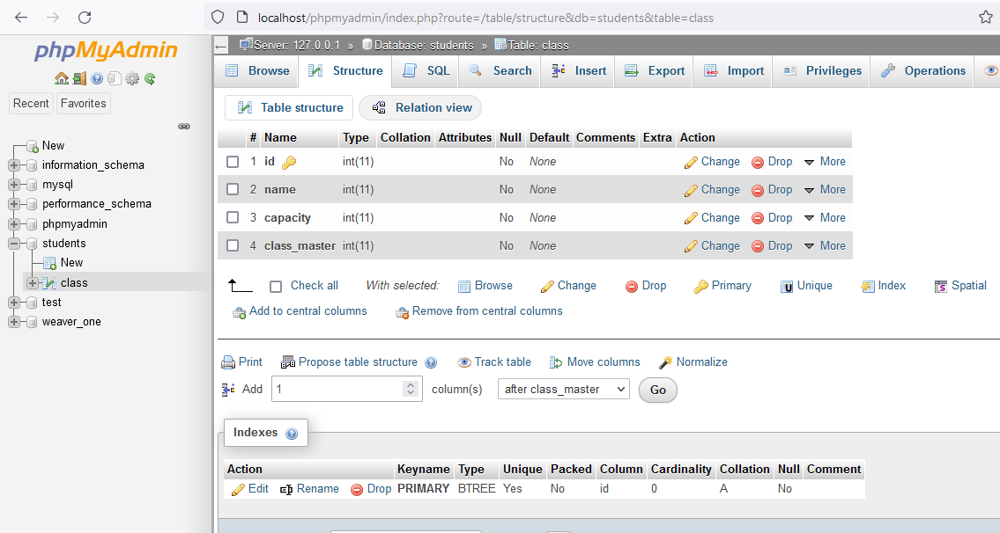 localhost/phpmyadmin/index.php?route=/table/structure&db=students&table=class
phpMyAdmin
Recent Favorites
New
information_schema
mysql
performance_schema
phpmyadmin
students
New
class
test
weaver_one
Server: 127.0.0.1 » Database: students » Table: class
Browse Structure SQL Search Insert Export Import Privileges Operations
Table structure Relation view
# Name Type Collation Attributes Null Default Comments Extra Action
1 id int(11) No None Change Drop More
2 name int(11) No None Change Drop More
3 capacity int(11) No None Change Drop More
4 class_master int(11) No None Change Drop More
Check all With selected: Browse Change Drop Primary Unique Index Spatial
Add to central columns Remove from central columns
Print Propose table structure Track table Move columns Normalize
Add 1 column(s) after class_master Go
Indexes
Action Keyname Type Unique Packed Column Cardinality Collation Null Comment
Edit Rename Drop PRIMARY BTREE Yes No id 0 A No